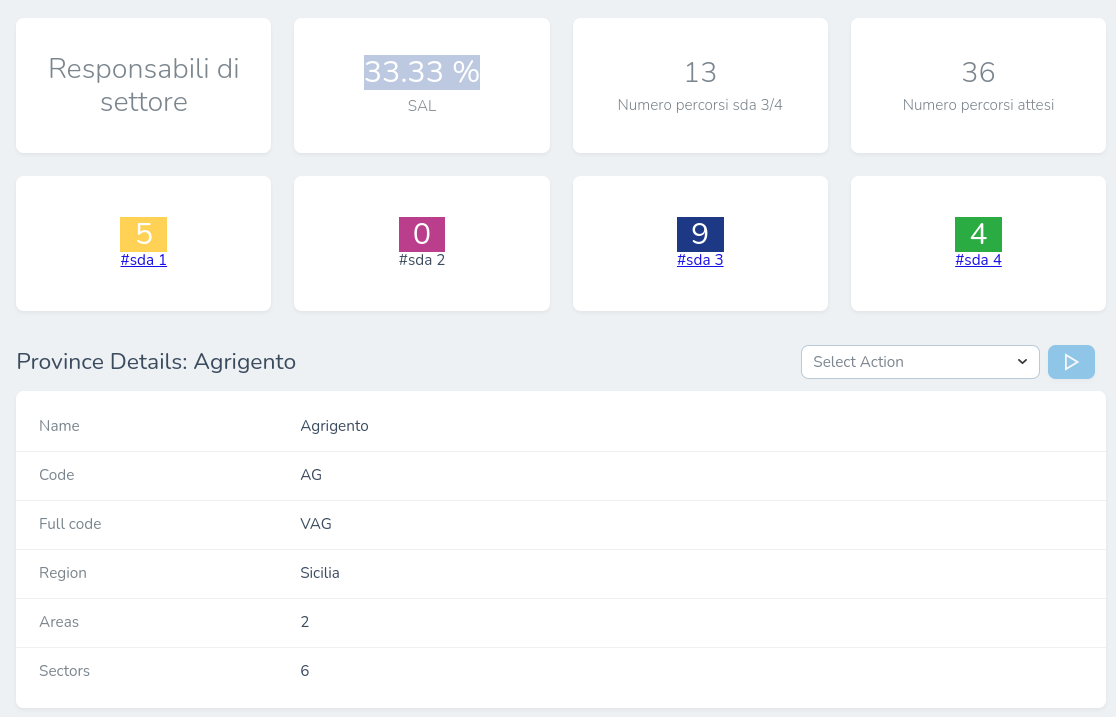 Responsabili di
settore
33.33 %
SAL
13
Numero percorsi sda 3/4
36
Numero percorsi attesi
5
#sda 1
0
#sda 2
9
#sda 3
4
#sda 4
Province Details: Agrigento
Select Action
Name Agrigento
Code AG
Full code VAG
Region Sicilia
Areas 2
Sectors 6